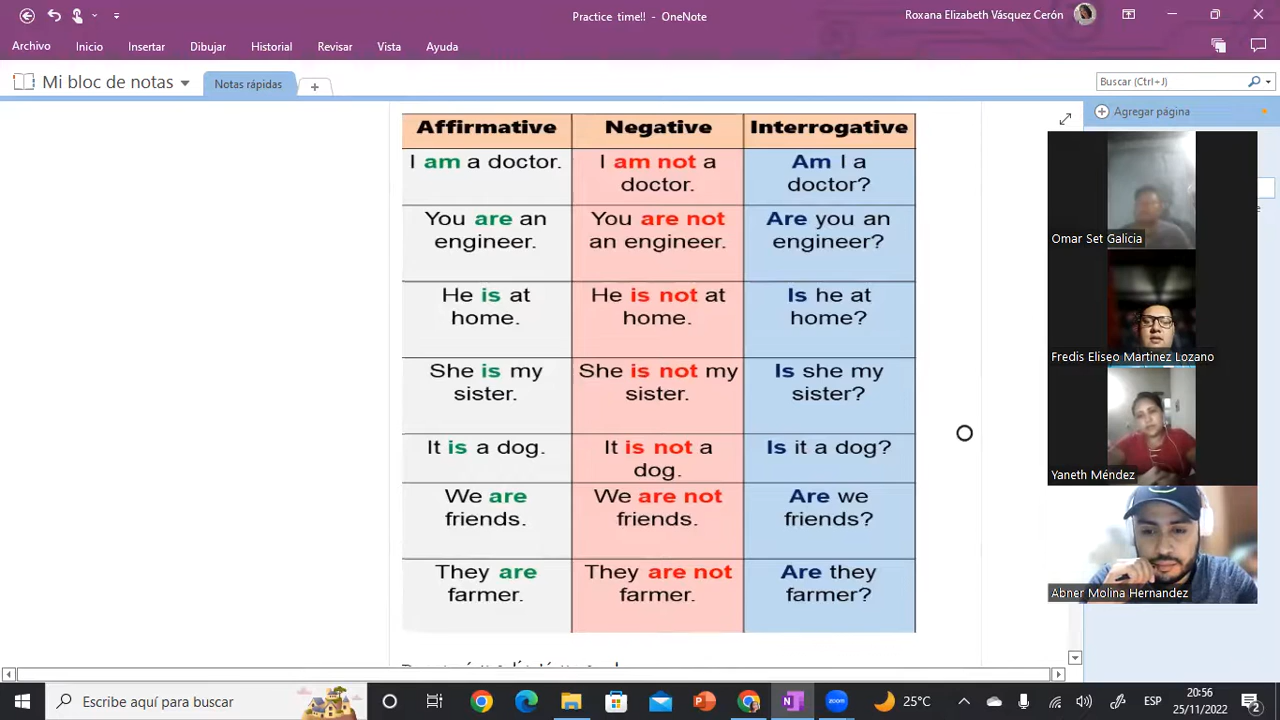 Practice time!! - OneNote
Roxana Elizabeth Vásquez Cerón
Archivo Inicio Insertar Dibujar Historial Revisar Vista Ayuda
Mi bloc de notas
Notas rápidas
Buscar (Ctrl+J)
Agregar página
Affirmative Negative Interrogative
I am a doctor.
I am not a
doctor.
Am I a
doctor?
You are an
engineer.
You are not
an engineer.
Are you an
engineer?
He is at
home.
He is not at
home.
Is he at
home?
She is my
sister.
She is not my
sister.
Is she my
sister?
It is a dog.
It is not a
dog.
Is it a dog?
We are
friends.
We are not
friends.
Are we
friends?
They are
farmer.
They are not
farmer.
Are they
farmer?
Omar Set Galicia
Fredis Eliseo Martinez Lozano
Yaneth Méndez
Abner Molina Hernandez
Escribe aquí para buscar
25°C
ESP
20:56
25/11/2022
2